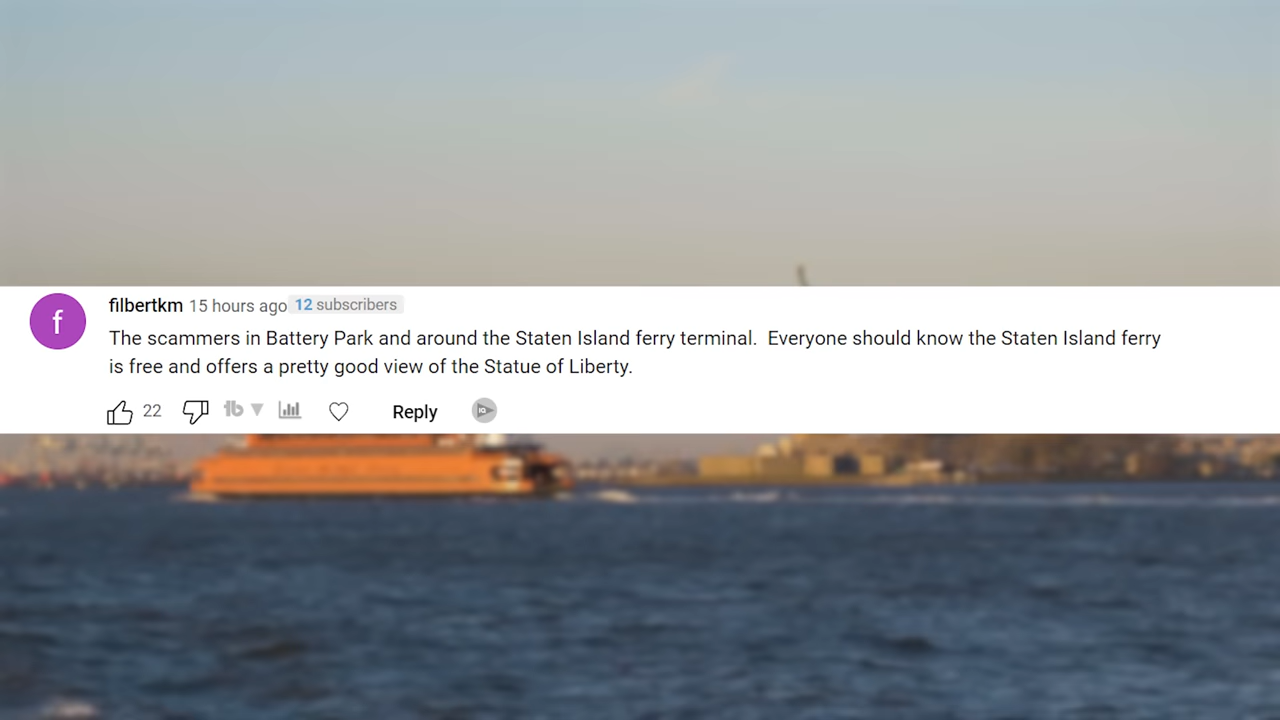 f
filbertkm 15 hours ago 12 subscribers
The scammers in Battery Park and around the Staten Island ferry terminal.  Everyone should know the Staten Island ferry
is free and offers a pretty good view of the Statue of Liberty.
22 tb Reply IQ